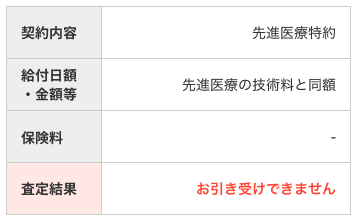 契約内容
先進医療特約
給付日額
・金額等
先進医療の技術料と同額
保険料
-
査定結果
お引き受けできません